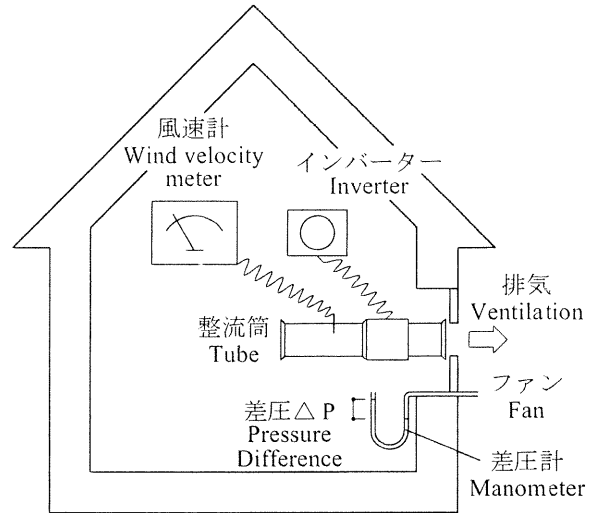 風速計
Wind velocity
meter
インバーター
Inverter
排気
Ventilation
整流筒
Tube
ファン
Fan
差圧△P
Pressure
Difference
差圧計
Manometer